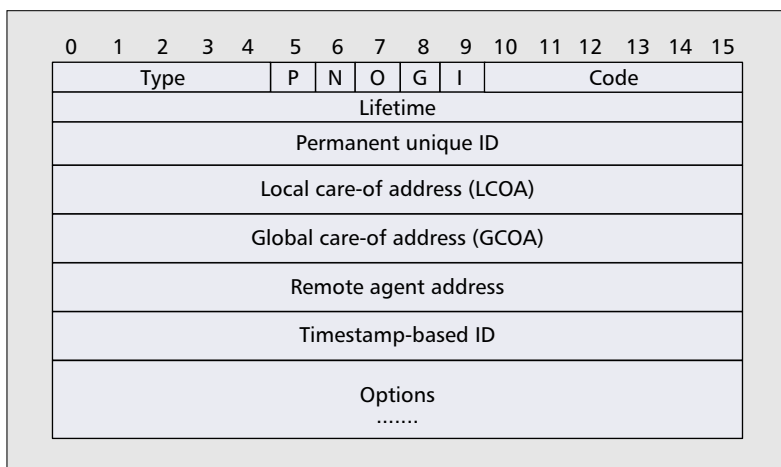 0 1 2 3 4 5 6 7 8 9 10 11 12 13 14 15
Type P N O G I Code
Lifetime
Permanent unique ID
Local care-of address (LCOA)
Global care-of address (GCOA)
Remote agent address
Timestamp-based ID
Options
.......